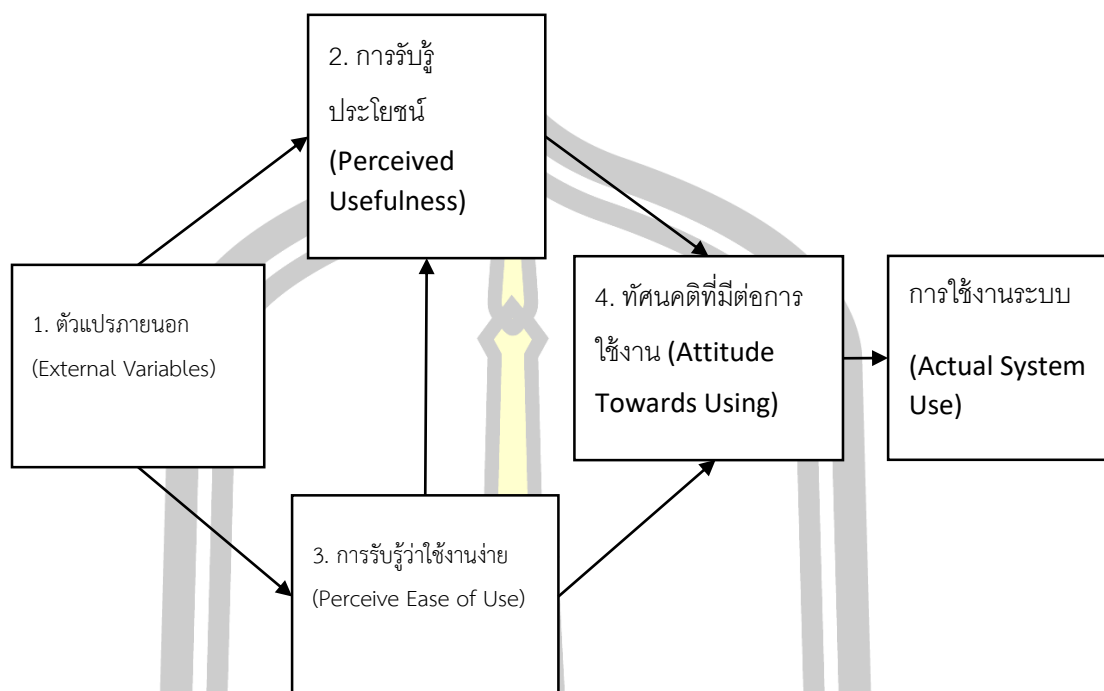 2. การรับรู้
ประโยชน์
(Perceived
Usefulness)
1. ตัวแปรภายนอก
(External Variables)
4. ทัศนคติที่มีต่อการ
ใช้งาน (Attitude
Towards Using)
การใช้งานระบบ
(Actual System
Use)
3. การรับรู้ว่าใช้งานง่าย
(Perceive Ease of Use)